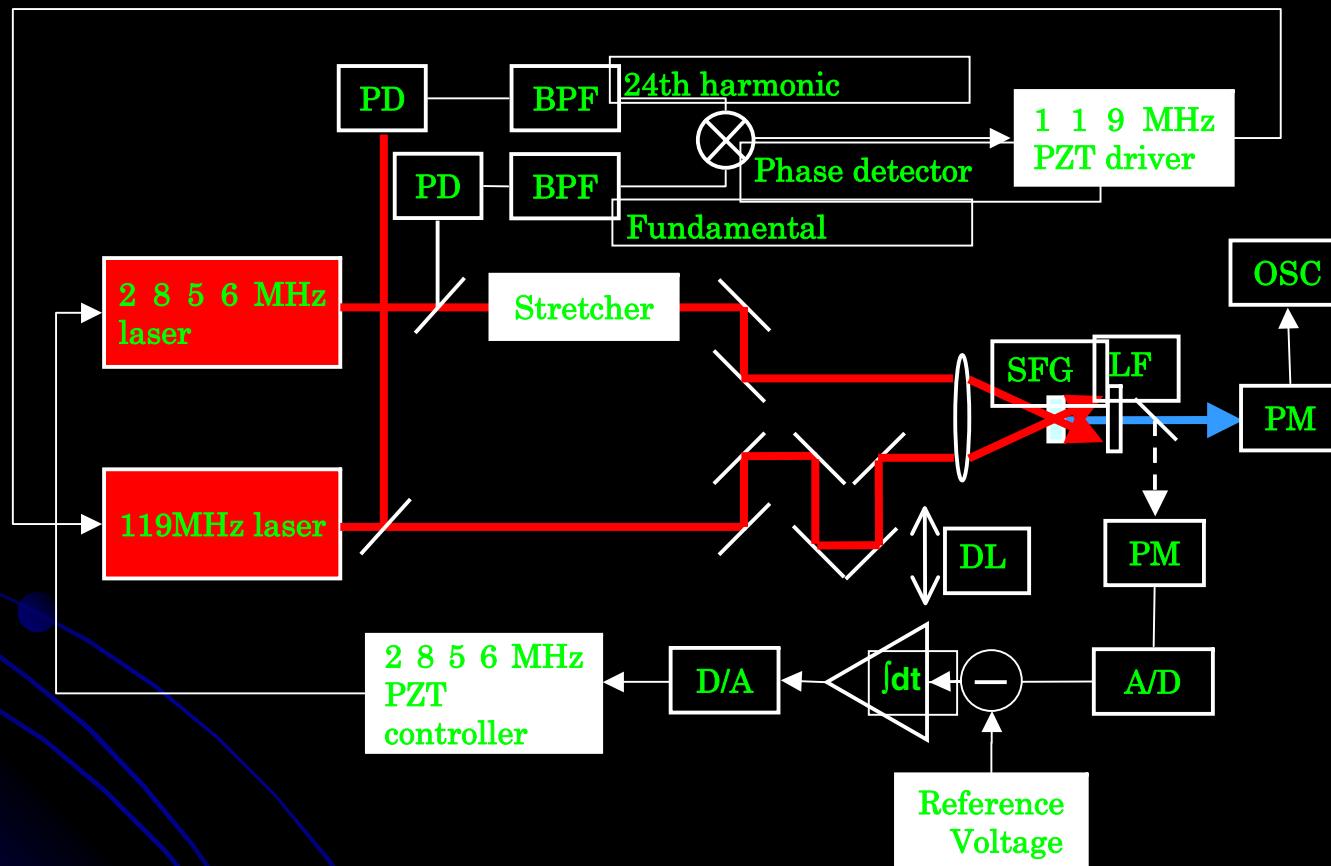 PD
BPF
24th harmonic
1 1 9 MHz
PZT driver
PD
BPF
Phase detector
Fundamental
2 8 5 6 MHz
laser
Stretcher
OSC
SFG
LF
PM
119MHz laser
DL
PM
2 8 5 6 MHz
PZT
controller
D/A
∫dt
−
A/D
Reference
Voltage